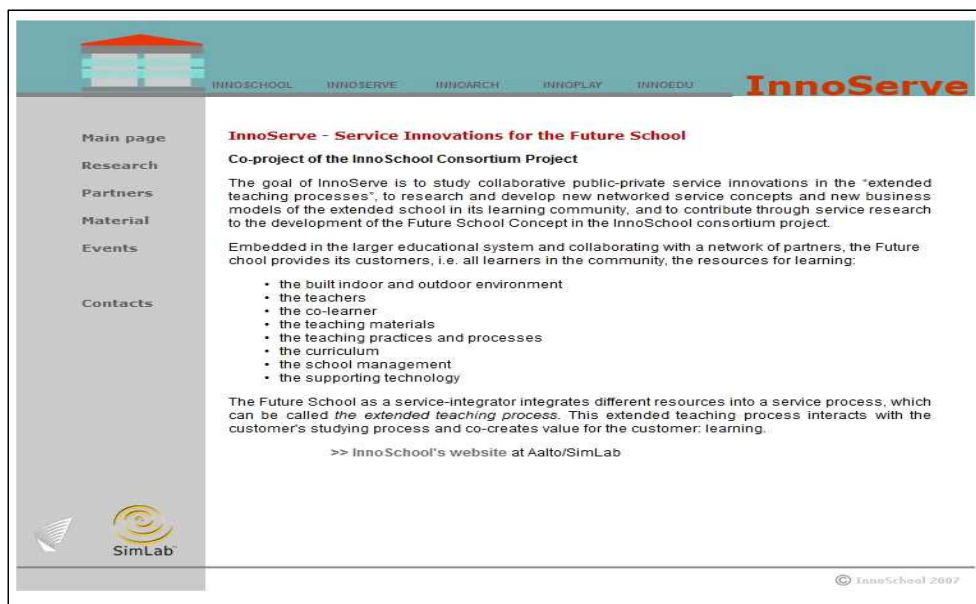 INNOSCHOOL INNOSERVE INNOARCH INNOPLAY INNOEDU InnoServe
Main page
Research
Partners
Material
Events
Contacts
InnoServe - Service Innovations for the Future School
Co-project of the InnoSchool Consortium Project
The goal of InnoServe is to study collaborative public-private service innovations in the "extended
teaching processes", to research and develop new networked service concepts and new business
models of the extended school in its learning community, and to contribute through service research
to the development of the Future School Concept in the InnoSchool consortium project.
Embedded in the larger educational system and collaborating with a network of partners, the Future
chool provides its customers, i.e. all learners in the community, the resources for learning:
• the built indoor and outdoor environment
• the teachers
• the co-learner
• the teaching materials
• the teaching practices and processes
• the curriculum
• the school management
• the supporting technology
The Future School as a service-integrator integrates different resources into a service process, which
can be called the extended teaching process. This extended teaching process interacts with the
customer's studying process and co-creates value for the customer: learning.
>> InnoSchool's website at Aalto/SimLab
SimLab™
© InnoSchool 2007